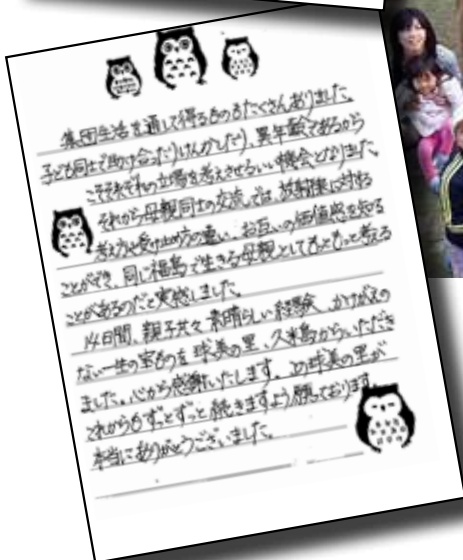 集団生活を通して得るものもたくさんありました。
子ども同士で助け合ったりけんかしたり、異年齢であるから
こそそれぞれの立場を考えさせるいい機会となりました。
それから母親同士の交流では、放射能に対する
考え方や受け止め方の違い、お互いの価値感を知る
ことができ、同じ福島で生きる母親としてもっともっと考える
ことがあるのだと実感しました。
14日間、親子共々素晴らしい経験、かけがえの
ない一生の宝ものを球美の里、久米島からいただき
ました。心から感謝いたします。この球美の里が
これからもずっとずっと続きますよう願っております。
本当にありがとうございました。